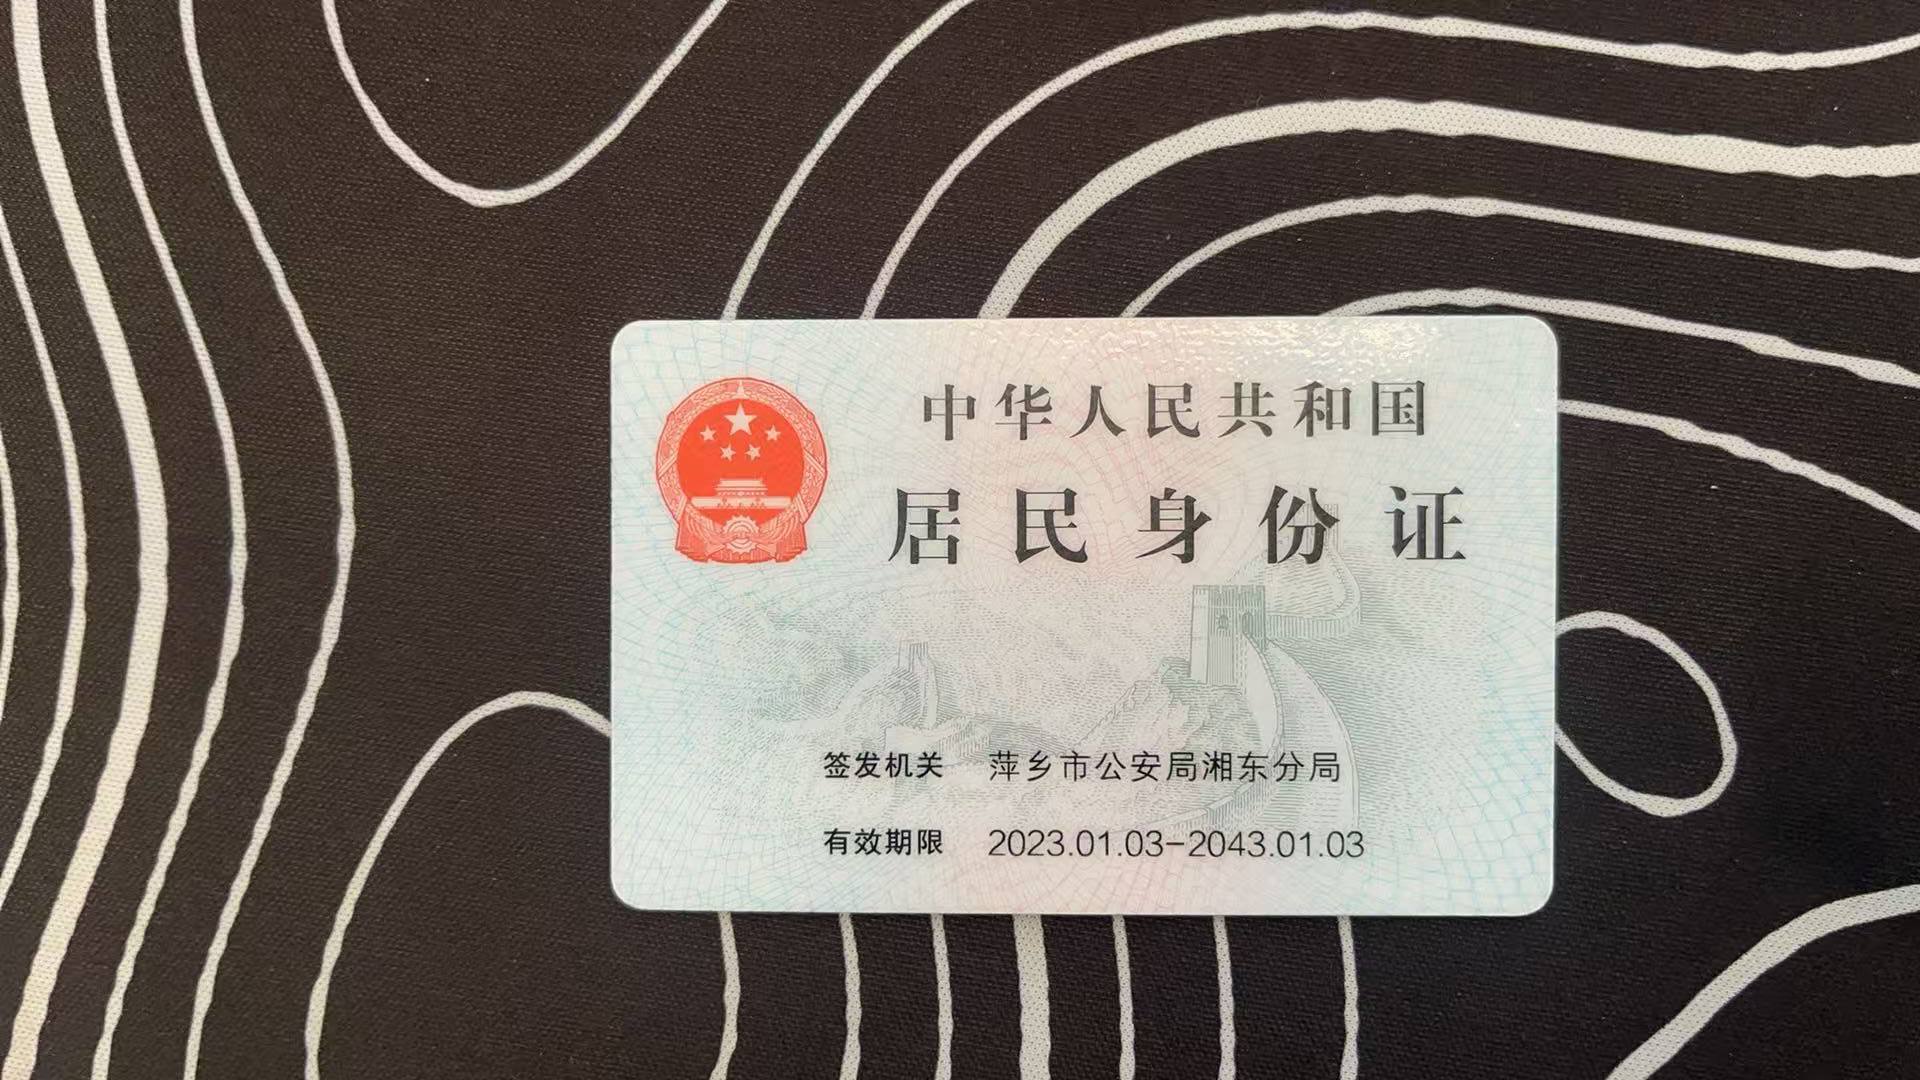 中华人民共和国
居民身份证
签发机关 萍乡市公安局湘东分局
有效期限 2023.01.03-2043.01.03